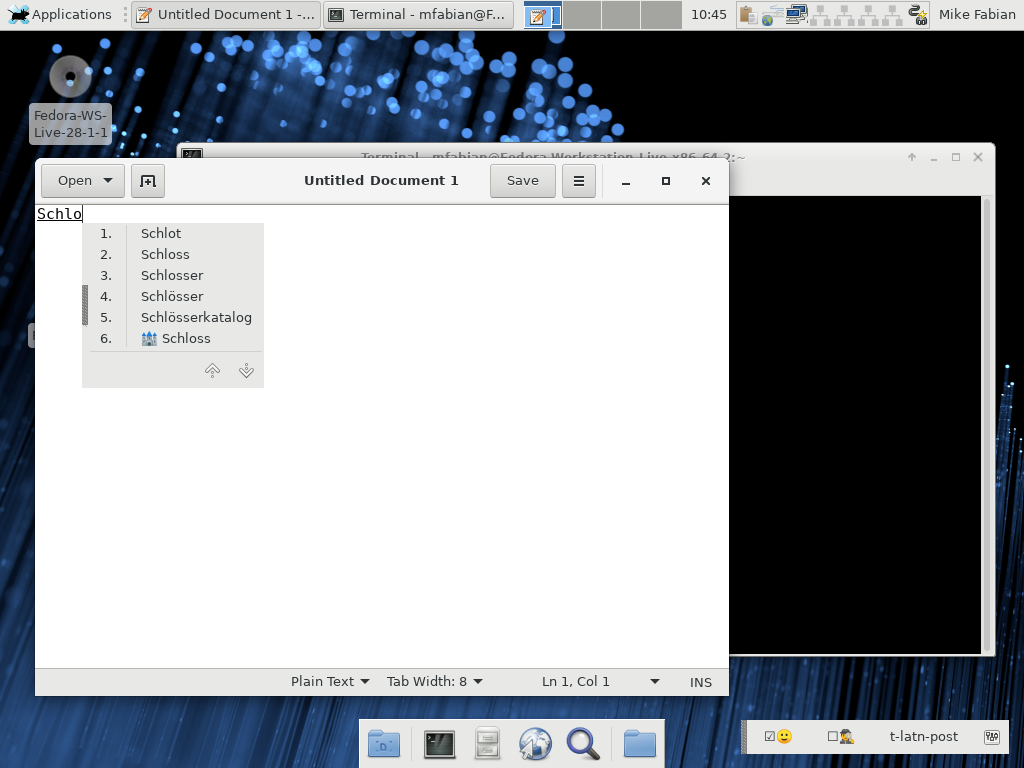 Applications
Untitled Document 1 -...
Terminal - mfabian@F...
10:45
Mike Fabian
Fedora-WS-
Live-28-1-1
Terminal - mfabian@Fedora-Workstation-Live-x86-64-2:~
Open
Untitled Document 1
Save
Schlo
1. Schlot
2. Schloss
3. Schlosser
4. Schlösser
5. Schlösserkatalog
6. 🏰 Schloss
Plain Text
Tab Width: 8
Ln 1, Col 1
INS
☑🙂
☐🕵
t-latn-post